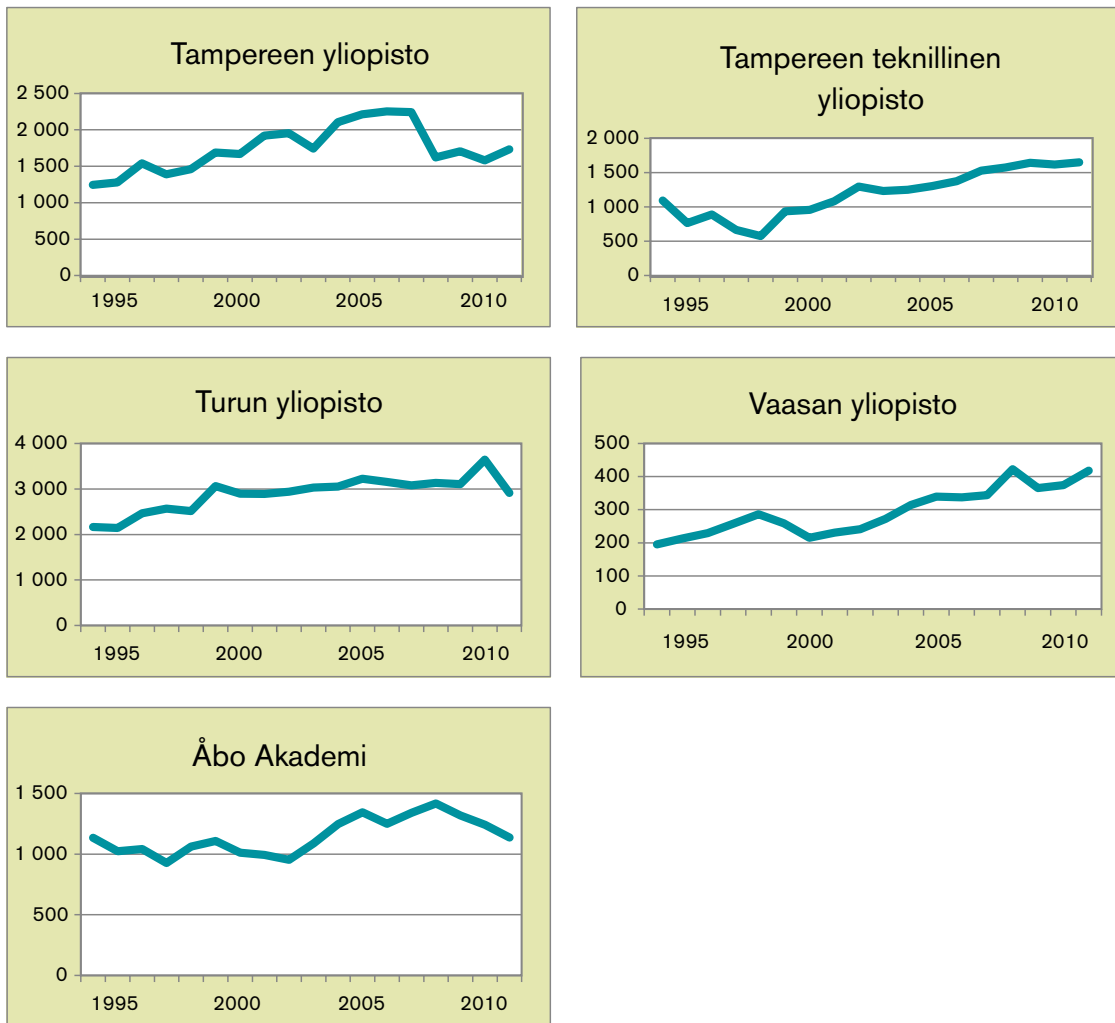 Tampereen yliopisto
2 500
2 000
1 500
1 000
500
0
1995 2000 2005 2010
Tampereen teknillinen
yliopisto
2 000
1 500
1 000
500
0
1995 2000 2005 2010
Turun yliopisto
4 000
3 000
2 000
1 000
0
1995 2000 2005 2010
Vaasan yliopisto
500
400
300
200
100
0
1995 2000 2005 2010
Åbo Akademi
1 500
1 000
500
0
1995 2000 2005 2010